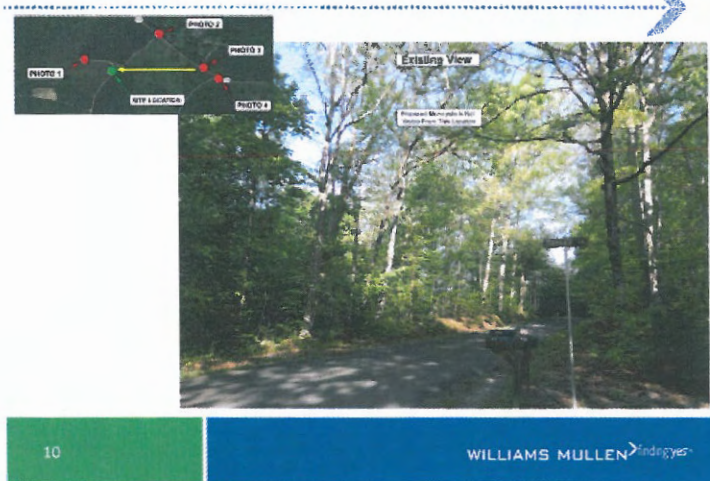 PHOTO 2
PHOTO 3
PHOTO 1
SITE LOCATION
PHOTO 4
Existing View
Proposed Monopole is Not
Visible From This Location
10
WILLIAMS MULLEN